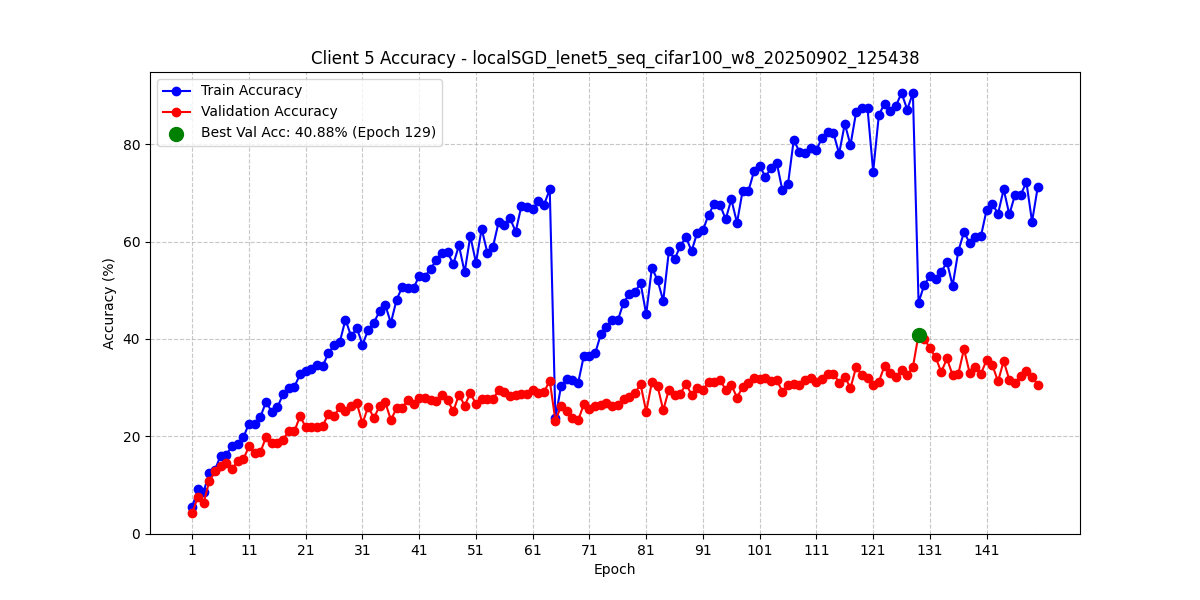 Client 5 Accuracy - localSGD_lenet5_seq_cifar100_w8_20250902_125438
Train Accuracy
Validation Accuracy
Best Val Acc: 40.88% (Epoch 129)
Accuracy (%)
80
60
40
20
0
1 11 21 31 41 51 61 71 81 91 101 111 121 131 141
Epoch